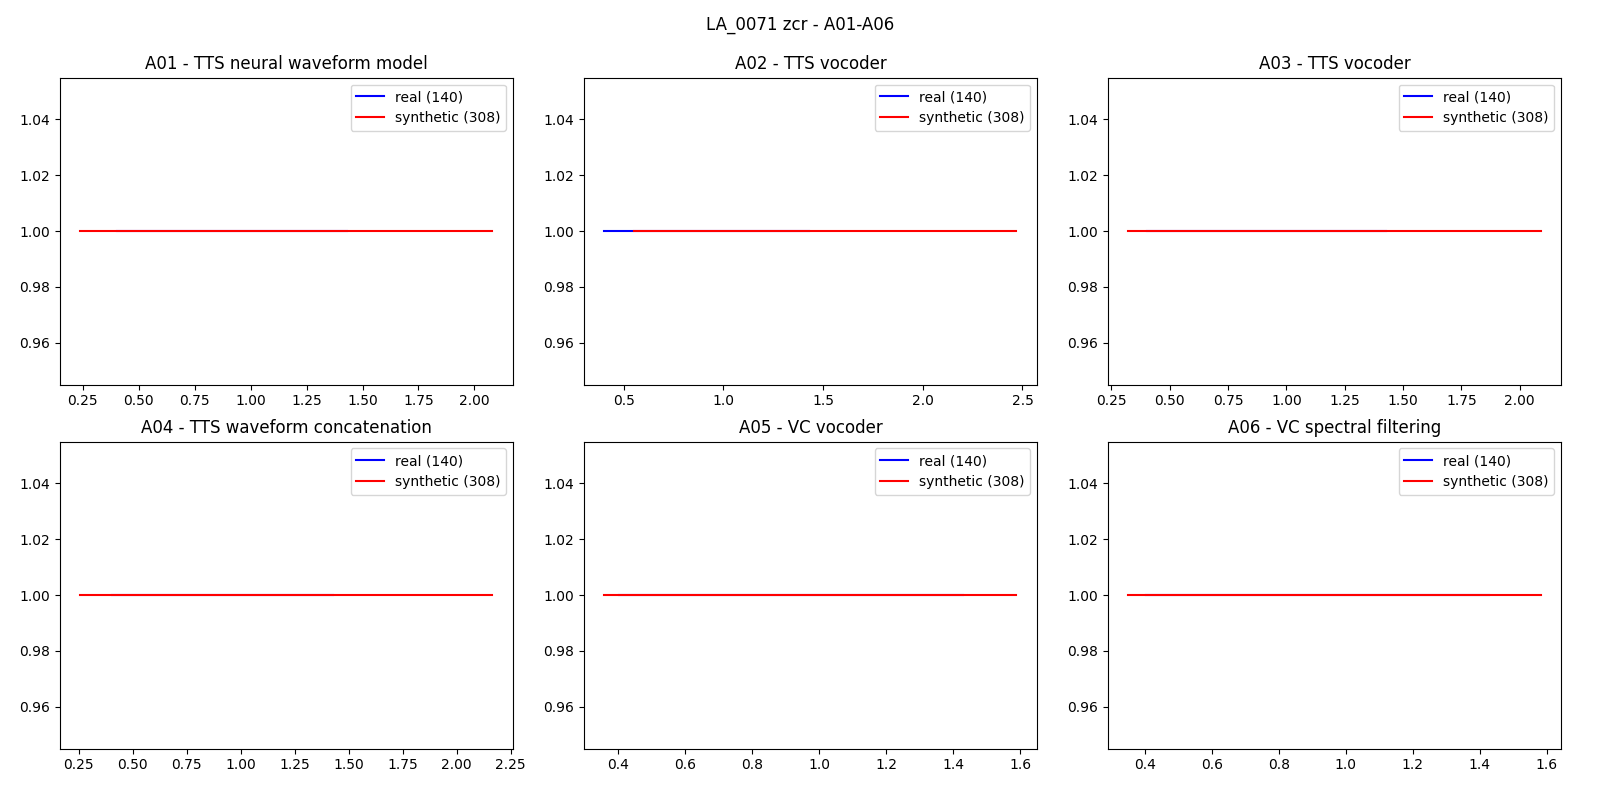 LA_0071 zcr - A01-A06
A01 - TTS neural waveform model
real (140)
synthetic (308)
1.04
1.02
1.00
0.98
0.96
0.25 0.50 0.75 1.00 1.25 1.50 1.75 2.00
A02 - TTS vocoder
real (140)
synthetic (308)
1.04
1.02
1.00
0.98
0.96
0.5 1.0 1.5 2.0 2.5
A03 - TTS vocoder
real (140)
synthetic (308)
1.04
1.02
1.00
0.98
0.96
0.25 0.50 0.75 1.00 1.25 1.50 1.75 2.00
A04 - TTS waveform concatenation
real (140)
synthetic (308)
1.04
1.02
1.00
0.98
0.96
0.25 0.50 0.75 1.00 1.25 1.50 1.75 2.00 2.25
A05 - VC vocoder
real (140)
synthetic (308)
1.04
1.02
1.00
0.98
0.96
0.4 0.6 0.8 1.0 1.2 1.4 1.6
A06 - VC spectral filtering
real (140)
synthetic (308)
1.04
1.02
1.00
0.98
0.96
0.4 0.6 0.8 1.0 1.2 1.4 1.6